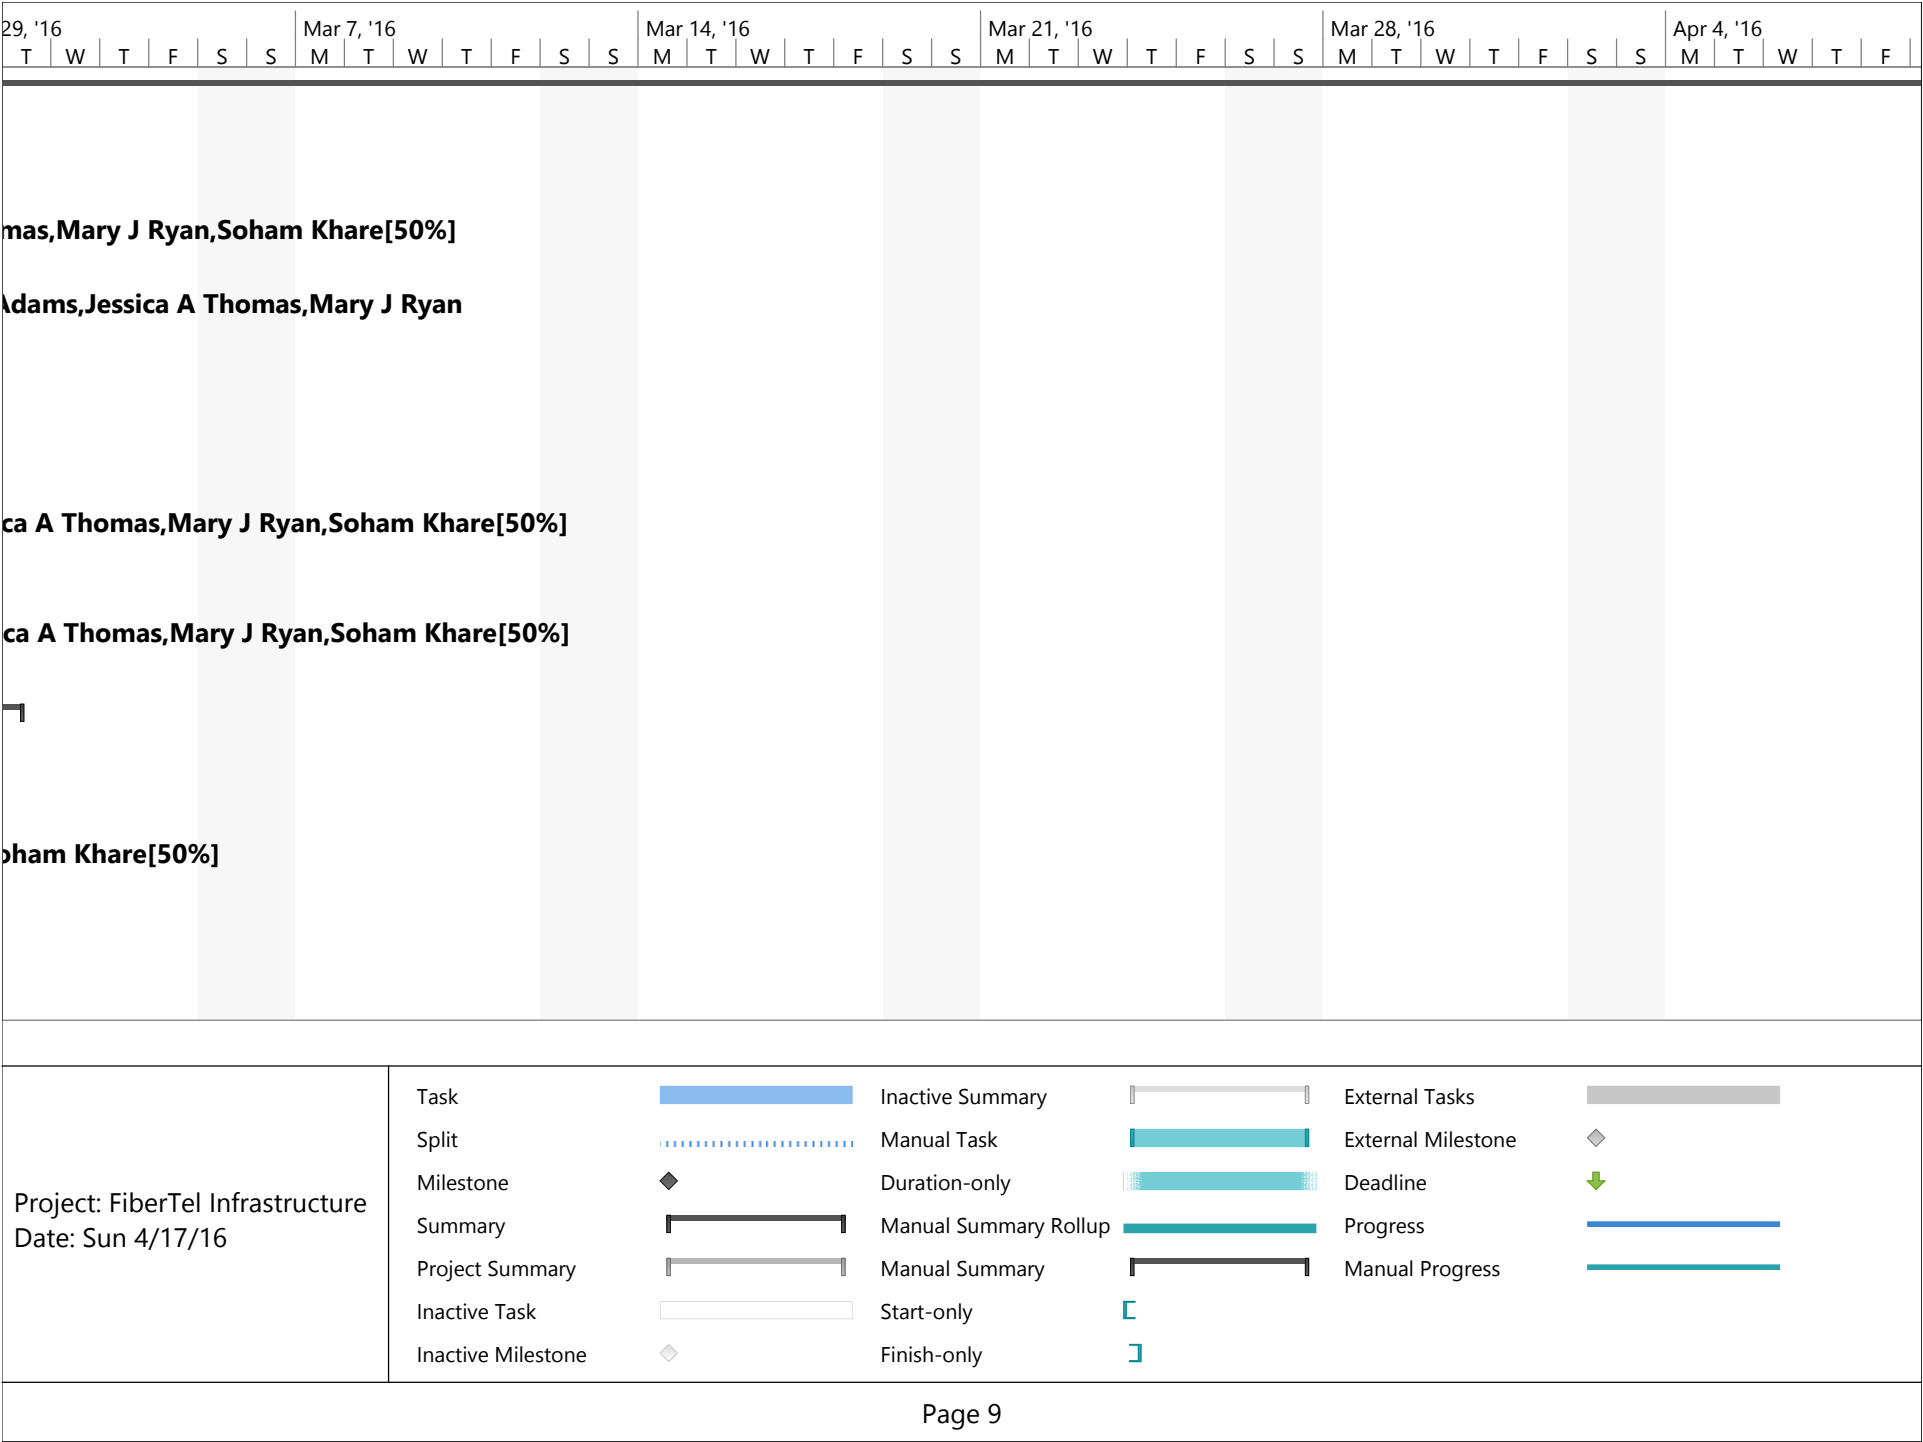 29, '16 Mar 7, '16 Mar 14, '16 Mar 21, '16 Mar 28, '16 Apr 4, '16
T W T F S S M T W T F S S M T W T F S S M T W T F S S M T W T F S S M T W T F
mas,Mary J Ryan,Soham Khare[50%]
Adams,Jessica A Thomas,Mary J Ryan
ca A Thomas,Mary J Ryan,Soham Khare[50%]
ca A Thomas,Mary J Ryan,Soham Khare[50%]
oham Khare[50%]
Project: FiberTel Infrastructure
Date: Sun 4/17/16
Task
Split
Milestone
Summary
Project Summary
Inactive Task
Inactive Milestone
Inactive Summary
Manual Task
Duration-only
Manual Summary Rollup
Manual Summary
Start-only
Finish-only
External Tasks
External Milestone
Deadline
Progress
Manual Progress
Page 9